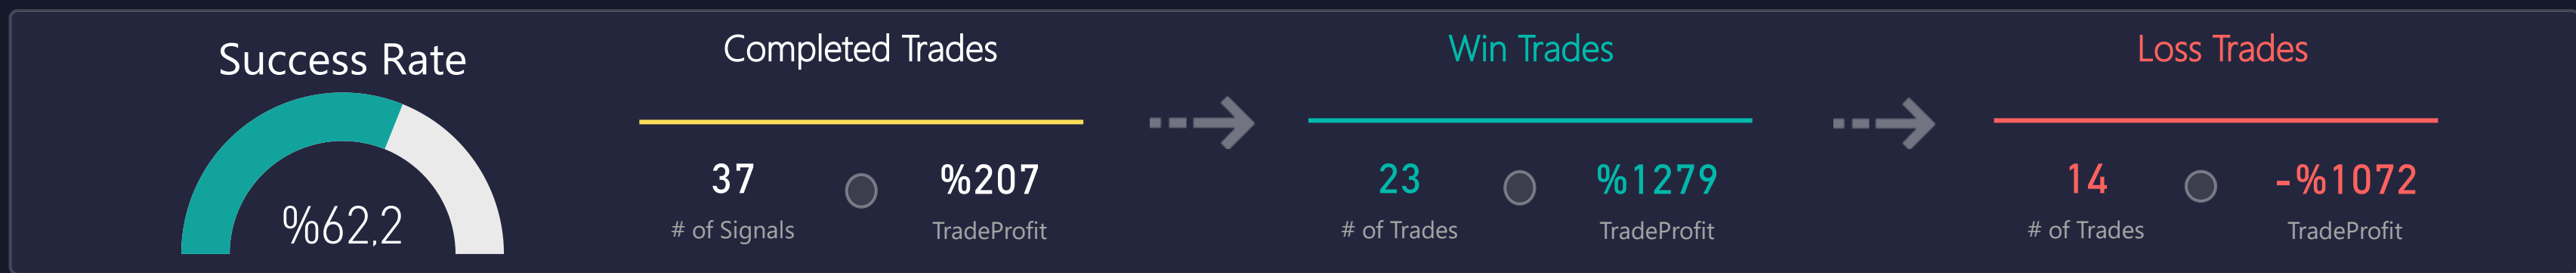 Success Rate
%62,2
Completed Trades
37
# of Signals
%207
TradeProfit
Win Trades
23
# of Trades
%1279
TradeProfit
Loss Trades
14
# of Trades
-%1072
TradeProfit